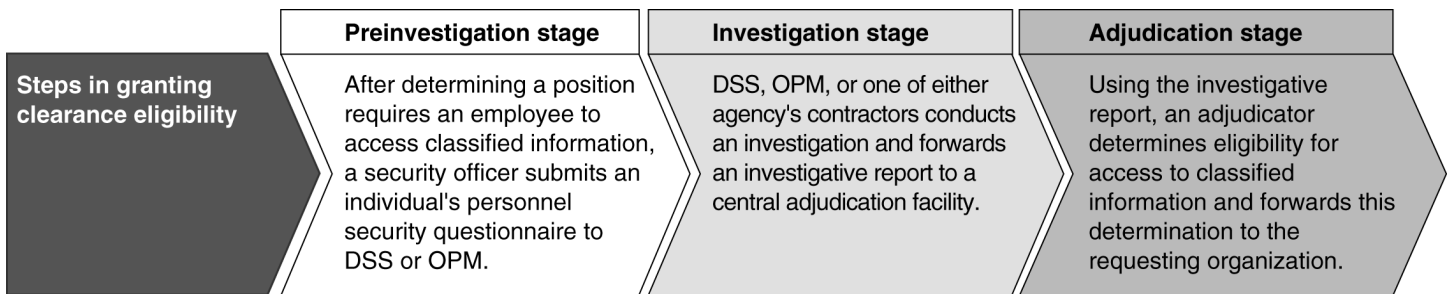 Steps in granting
clearance eligibility
Preinvestigation stage
After determining a position
requires an employee to
access classified information,
a security officer submits an
individual's personnel
security questionnaire to
DSS or OPM.
Investigation stage
DSS, OPM, or one of either
agency's contractors conducts
an investigation and forwards
an investigative report to a
central adjudication facility.
Adjudication stage
Using the investigative
report, an adjudicator
determines eligibility for
access to classified
information and forwards this
determination to the
requesting organization.